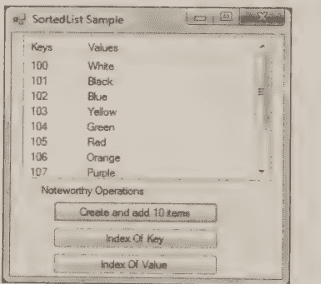 SortedList Sample
Keys Values
100 White
101 Black
102 Blue
103 Yellow
104 Green
105 Red
106 Orange
107 Purple
Noteworthy Operations
Create and add 10 items
Index Of Key
Index Of Value